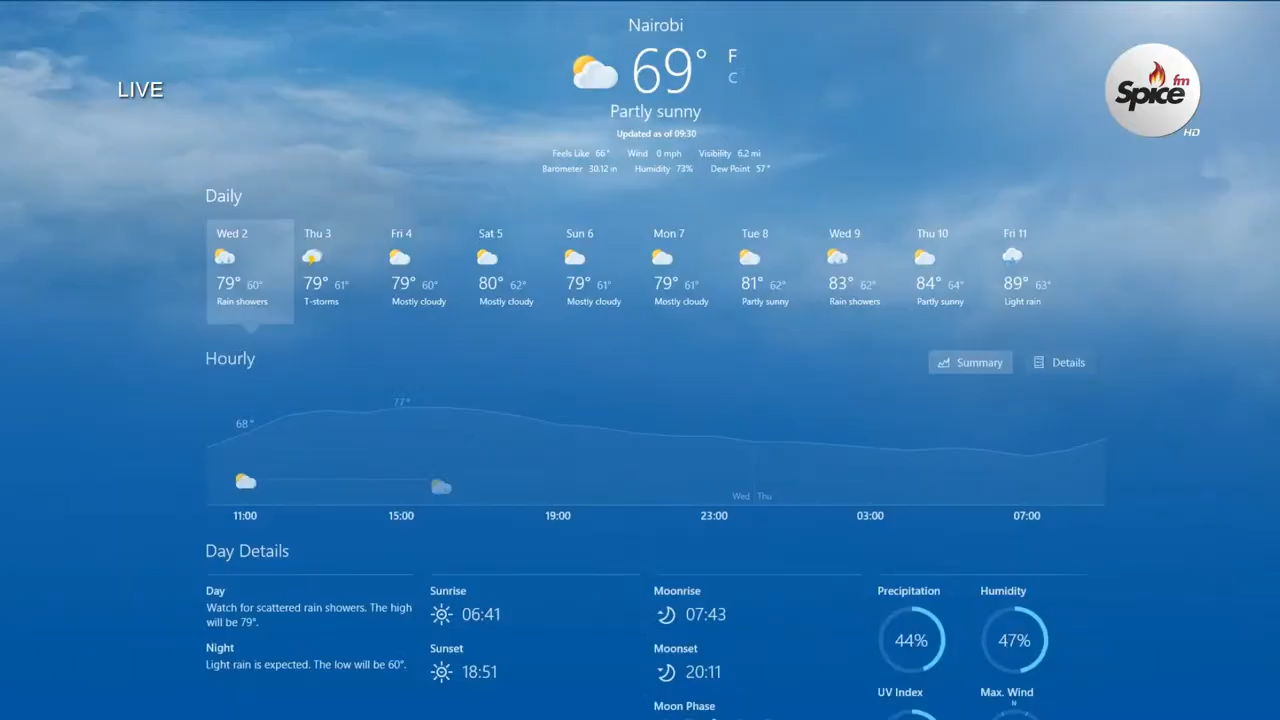 Nairobi
69° F
C
LIVE
Spice fm
HD
Partly sunny
Updated as of 09:30
Feels Like 66° Wind 0 mph Visibility 6.2 mi
Barometer 30.12 in Humidity 73% Dew Point 57°
Daily
Wed 2 Thu 3 Fri 4 Sat 5 Sun 6 Mon 7 Tue 8 Wed 9 Thu 10 Fri 11
79° 60° 79° 61° 79° 60° 80° 62° 79° 61° 79° 61° 81° 62° 83° 62° 84° 64° 89° 63°
Rain showers T-storms Mostly cloudy Mostly cloudy Mostly cloudy Mostly cloudy Partly sunny Rain showers Partly sunny Light rain
Hourly
Summary Details
77°
68°
Wed Thu
11:00 15:00 19:00 23:00 03:00 07:00
Day Details
Day
Watch for scattered rain showers. The high
will be 79°.
Night
Light rain is expected. The low will be 60°.
Sunrise
06:41
Sunset
18:51
Moonrise
07:43
Moonset
20:11
Moon Phase
Precipitation Humidity
44% 47%
UV Index Max. Wind
N